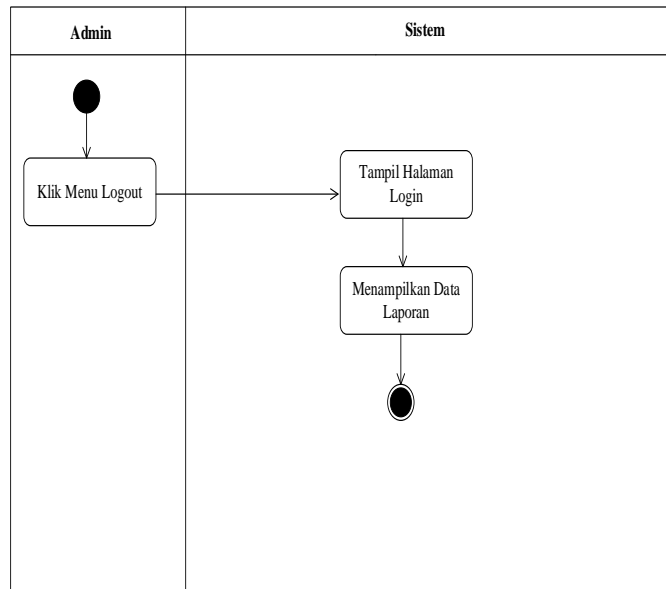 Admin
Sistem
Klik Menu Logout
Tampil Halaman
Login
Menampilkan Data
Laporan